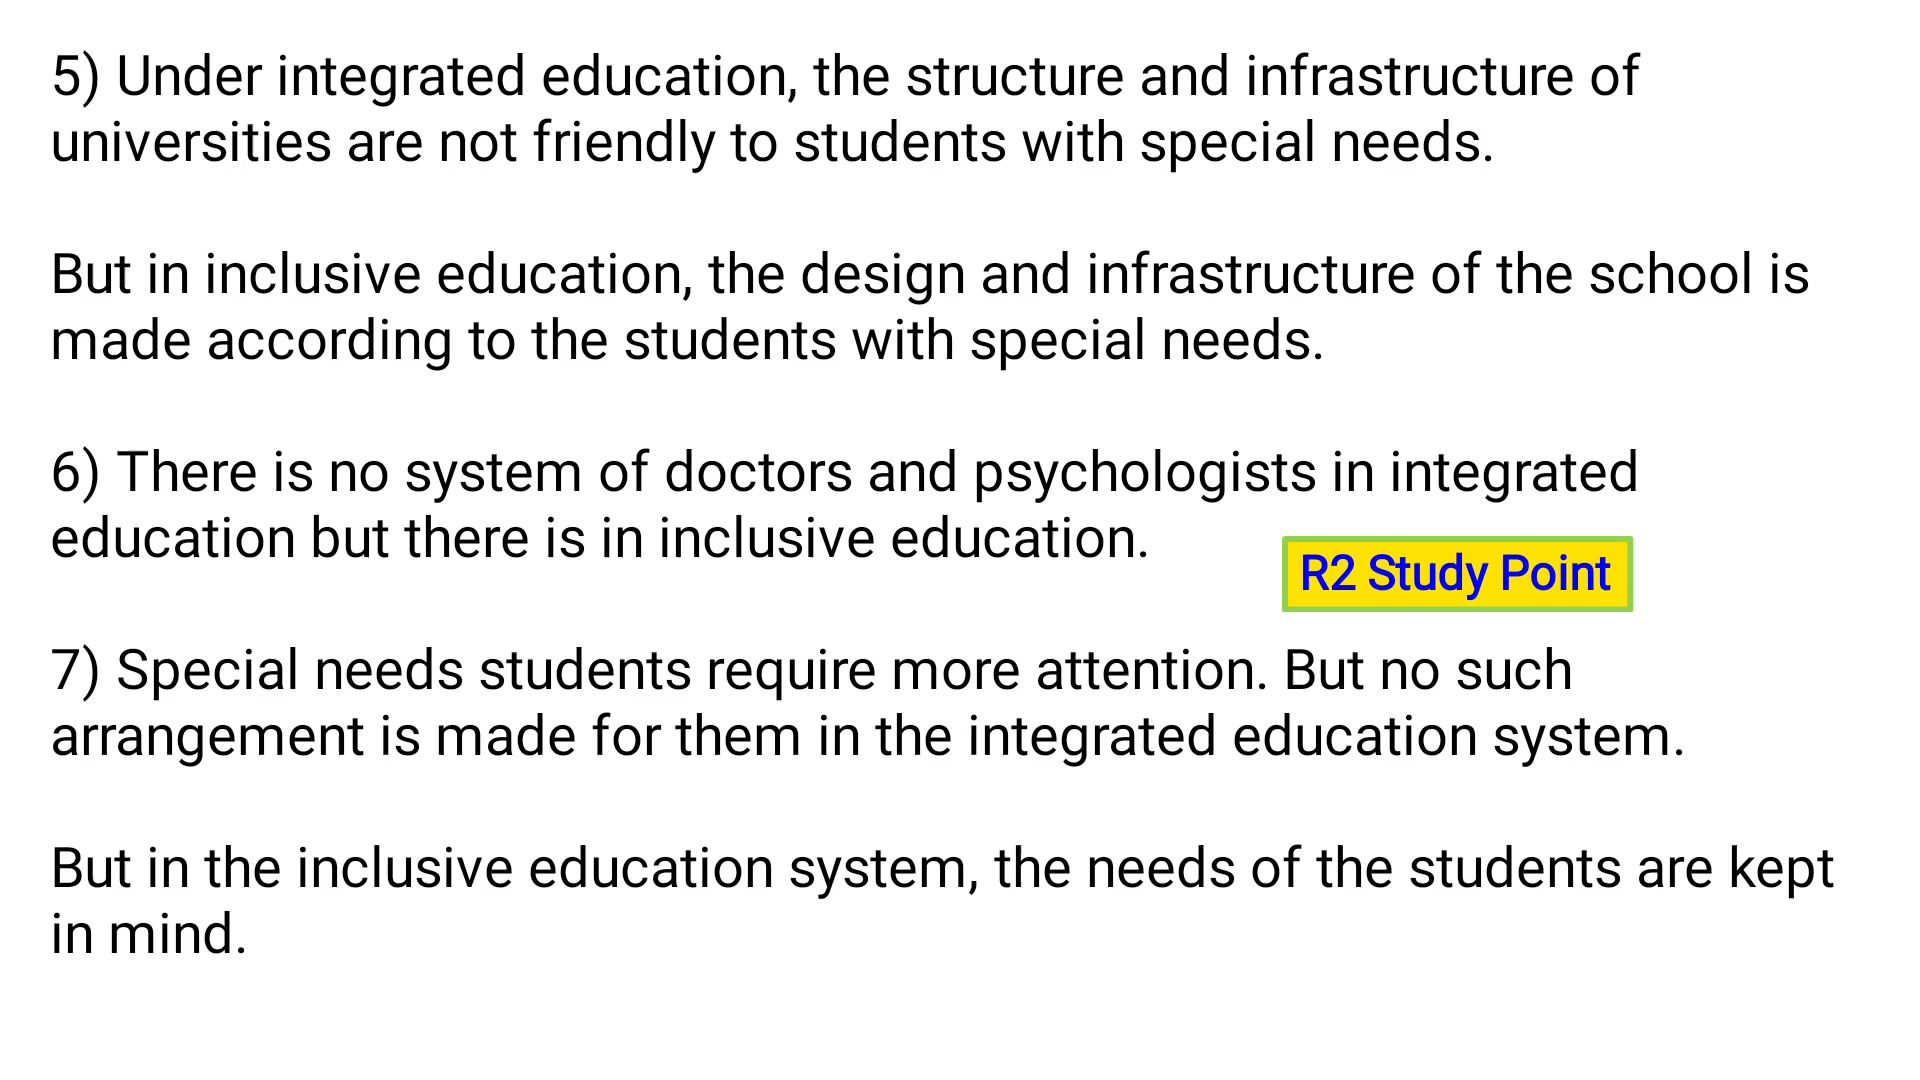 5) Under integrated education, the structure and infrastructure of
universities are not friendly to students with special needs.
But in inclusive education, the design and infrastructure of the school is
made according to the students with special needs.
6) There is no system of doctors and psychologists in integrated
education but there is in inclusive education.
R2 Study Point
7) Special needs students require more attention. But no such
arrangement is made for them in the integrated education system.
But in the inclusive education system, the needs of the students are kept
in mind.